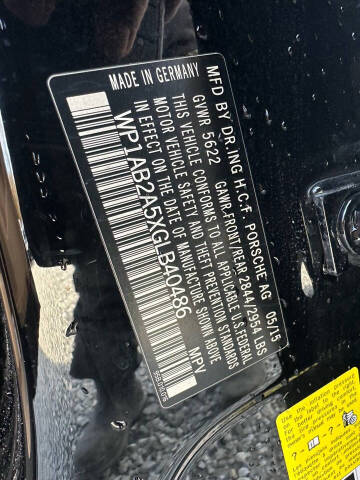 MADE IN GERMANY
MFD BY DR.ING H.C.F. PORSCHE AG 05/15
GVWR 5622 GAWR-FRONT/REAR 2844/2954 LBS
THIS VEHICLE CONFORMS TO ALL APPLICABLE U.S.FEDERAL
MOTOR VEHICLE SAFETY AND THEFT PREVENTION STANDARDS
IN EFFECT ON THE DATE OF MANUFACTURE SHOWN ABOVE
WP1AB2A5XGLB40486 MPV